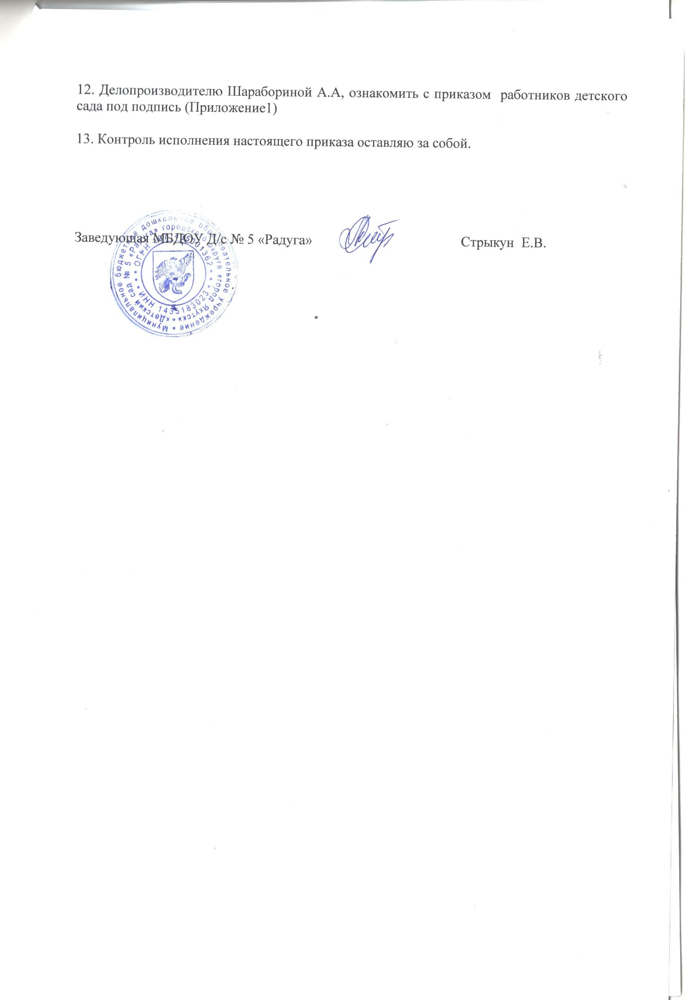 12. Делопроизводителю Шарабориной А.А, ознакомить с приказом работников детского
сада под подпись (Приложение1)
13. Контроль исполнения настоящего приказа оставляю за собой.
Заведующая МБДОУ Д/с № 5 «Радуга»
Стрыкун Е.В.
Муниципальное бюджетное дошкольное образовательное учреждение
«Детский сад № 5 «Радуга» городского округа «город Якутск»
ОГРН
ИНН 1435183023